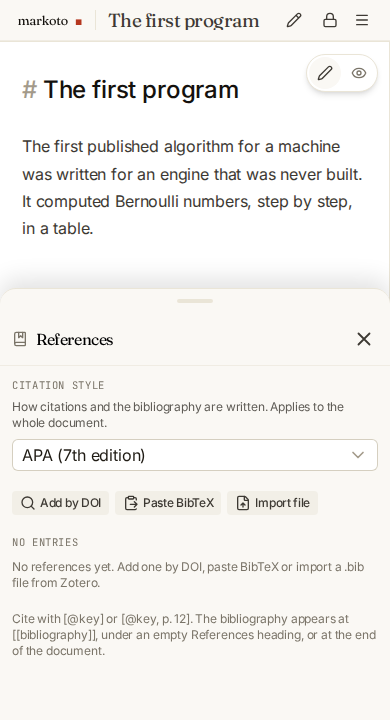 markoto
The first program
# The first program
The first published algorithm for a machine
was written for an engine that was never built.
It computed Bernoulli numbers, step by step,
in a table.
References
CITATION STYLE
How citations and the bibliography are written. Applies to the
whole document.
APA (7th edition)
Add by DOI
Paste BibTeX
Import file
NO ENTRIES
No references yet. Add one by DOI, paste BibTeX or import a .bib
file from Zotero.
Cite with [@key] or [@key, p. 12]. The bibliography appears at
[[bibliography]], under an empty References heading, or at the end
of the document.